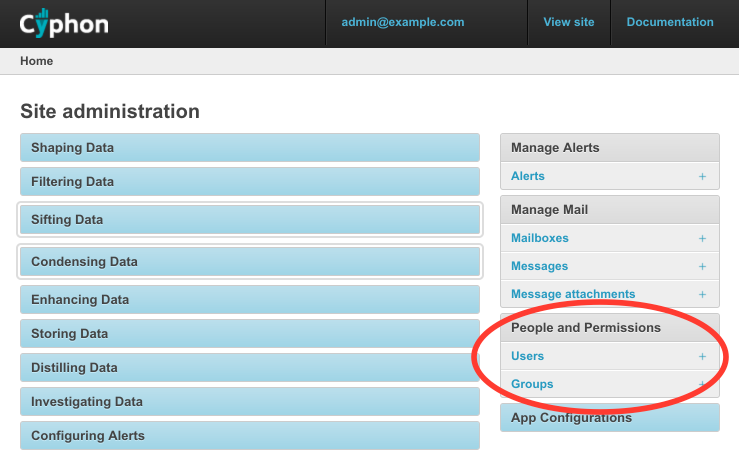 Cyphon
admin@example.com
View site
Documentation
Home
Site administration
Shaping Data
Filtering Data
Sifting Data
Condensing Data
Enhancing Data
Storing Data
Distilling Data
Investigating Data
Configuring Alerts
Manage Alerts
Alerts +
Manage Mail
Mailboxes +
Messages +
Message attachments +
People and Permissions
Users +
Groups +
App Configurations